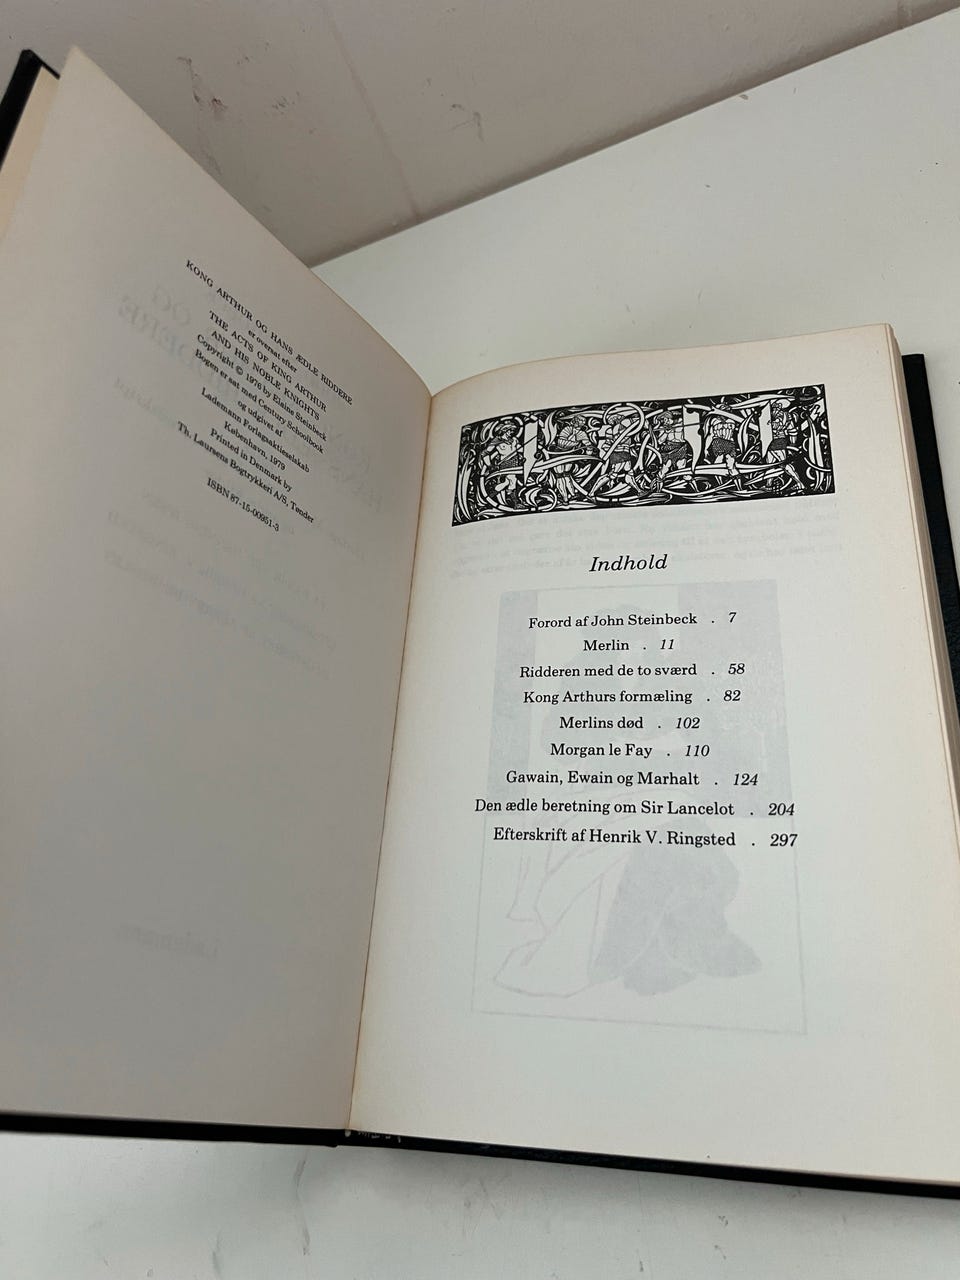 KONG ARTHUR OG HANS ÆDLE RIDDERE
er oversat efter
THE ACTS OF KING ARTHUR
AND HIS NOBLE KNIGHTS
Copyright © 1976 by Elaine Steinbeck
Bogen er sat med Century Schoolbook
og udgivet af
Lademann Forlagsaktieselskab
København, 1979
Printed in Denmark by
Th. Laursens Bogtrykkeri A/S, Tønder
ISBN 87-15-00951-3
Indhold
Forord af John Steinbeck . 7
Merlin . 11
Ridderen med de to sværd . 58
Kong Arthurs formæling . 82
Merlins død . 102
Morgan le Fay . 110
Gawain, Ewain og Marhalt . 124
Den ædle beretning om Sir Lancelot . 204
Efterskrift af Henrik V. Ringsted . 297